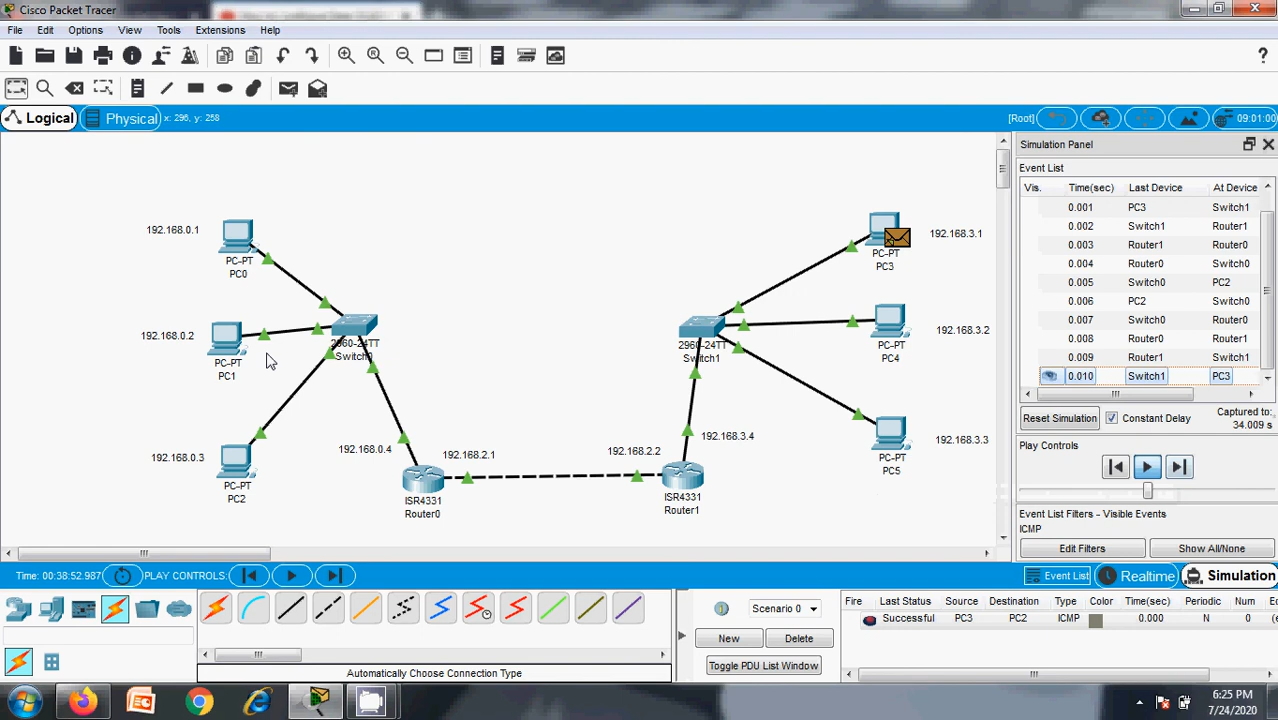 Cisco Packet Tracer
File Edit Options View Tools Extensions Help
Logical Physical x: 296, y: 258 [Root] 09:01:00
Simulation Panel
Event List
Vis. Time(sec) Last Device At Device
0.001 PC3 Switch1
0.002 Switch1 Router1
0.003 Router1 Router0
0.004 Router0 Switch0
0.005 Switch0 PC2
0.006 PC2 Switch0
0.007 Switch0 Router0
0.008 Router0 Router1
0.009 Router1 Switch1
0.010 Switch1 PC3
Reset Simulation Constant Delay Captured to:
34.009 s
Play Controls
Event List Filters - Visible Events
ICMP
Edit Filters Show All/None
192.168.0.1
PC-PT
PC0
192.168.0.2
PC-PT
PC1
192.168.0.3
PC-PT
PC2
2960-24TT
Switch0
192.168.0.4
192.168.2.1
ISR4331
Router0
192.168.2.2
192.168.3.4
ISR4331
Router1
2960-24TT
Switch1
192.168.3.1
PC-PT
PC3
192.168.3.2
PC-PT
PC4
192.168.3.3
PC-PT
PC5
Time: 00:38:52.987 PLAY CONTROLS: Event List Realtime Simulation
Scenario 0
New Delete
Toggle PDU List Window
Fire Last Status Source Destination Type Color Time(sec) Periodic Num Edit
Successful PC3 PC2 ICMP 0.000 N 0 (e
Automatically Choose Connection Type
6:25 PM
7/24/2020